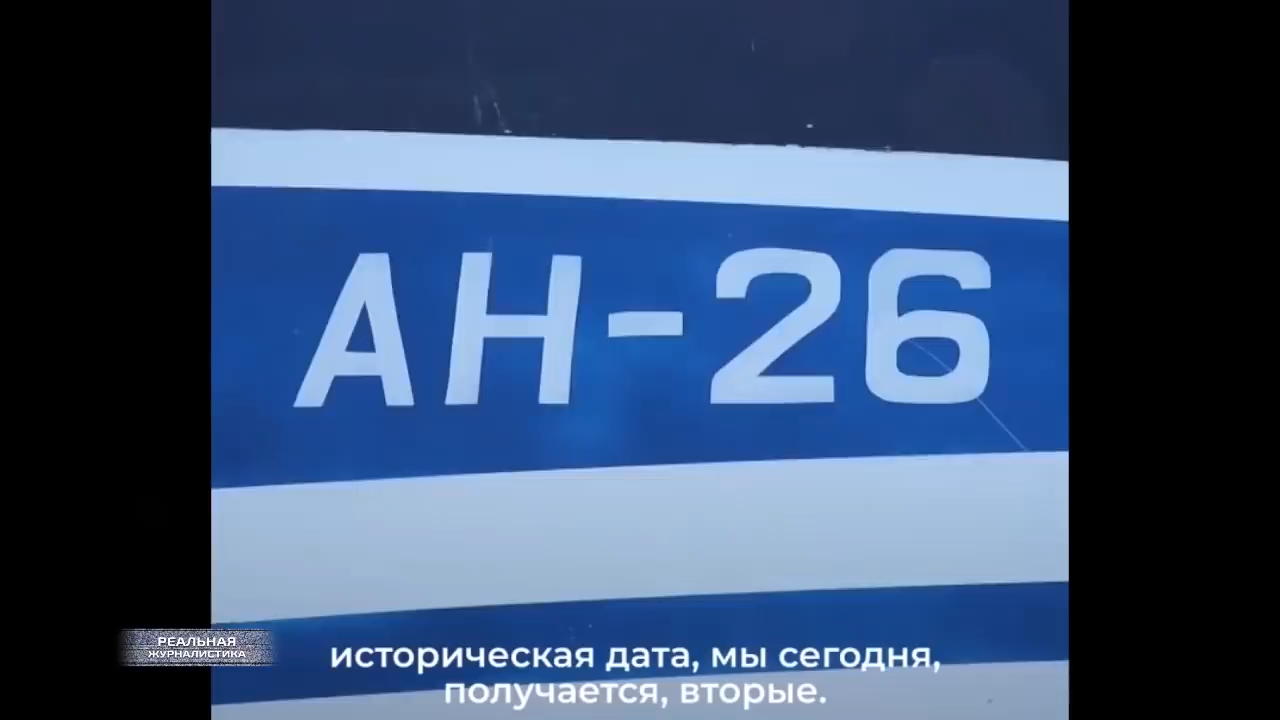 АН-26
РЕАЛЬНАЯ
ЖУРНАЛИСТИКА
историческая дата, мы сегодня,
получается, вторые.